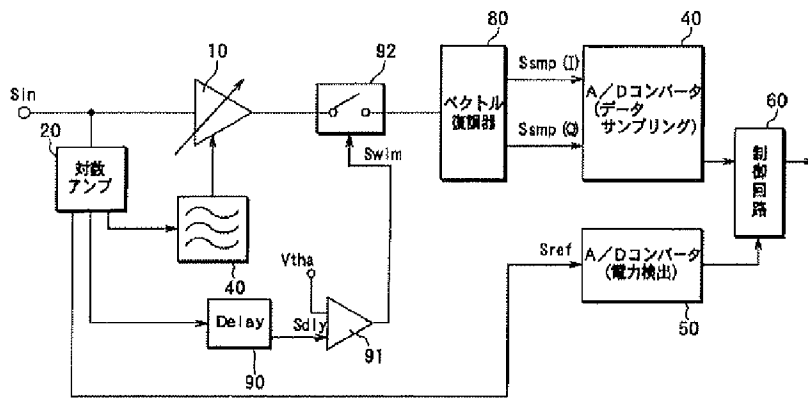 80
40
10
92
Sin
20
対数
アンプ
ベクトル
復調器
Ssmp (I)
Ssmp (Q)
A/Dコンバータ
(データ
サンプリング)
60
制
御
回
路
Swim
40
Vtha
Sref
A/Dコンバータ
(電力検出)
50
Delay
Sdly
90
91